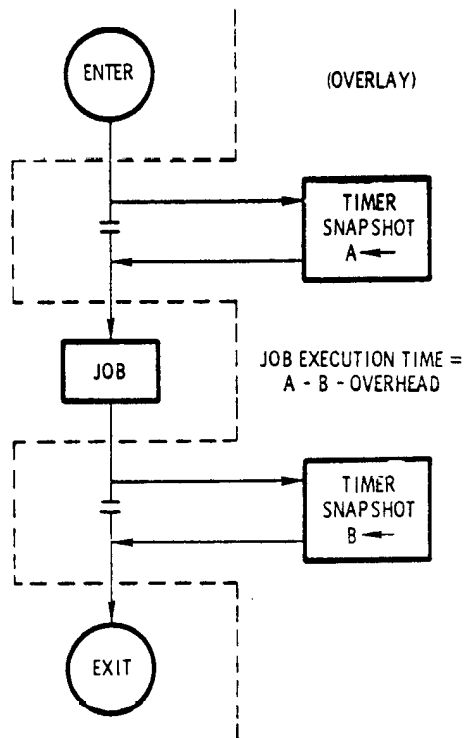 ENTER
(OVERLAY)
TIMER
SNAPSHOT
A ←
JOB
JOB EXECUTION TIME =
A - B - OVERHEAD
TIMER
SNAPSHOT
B ←
EXIT